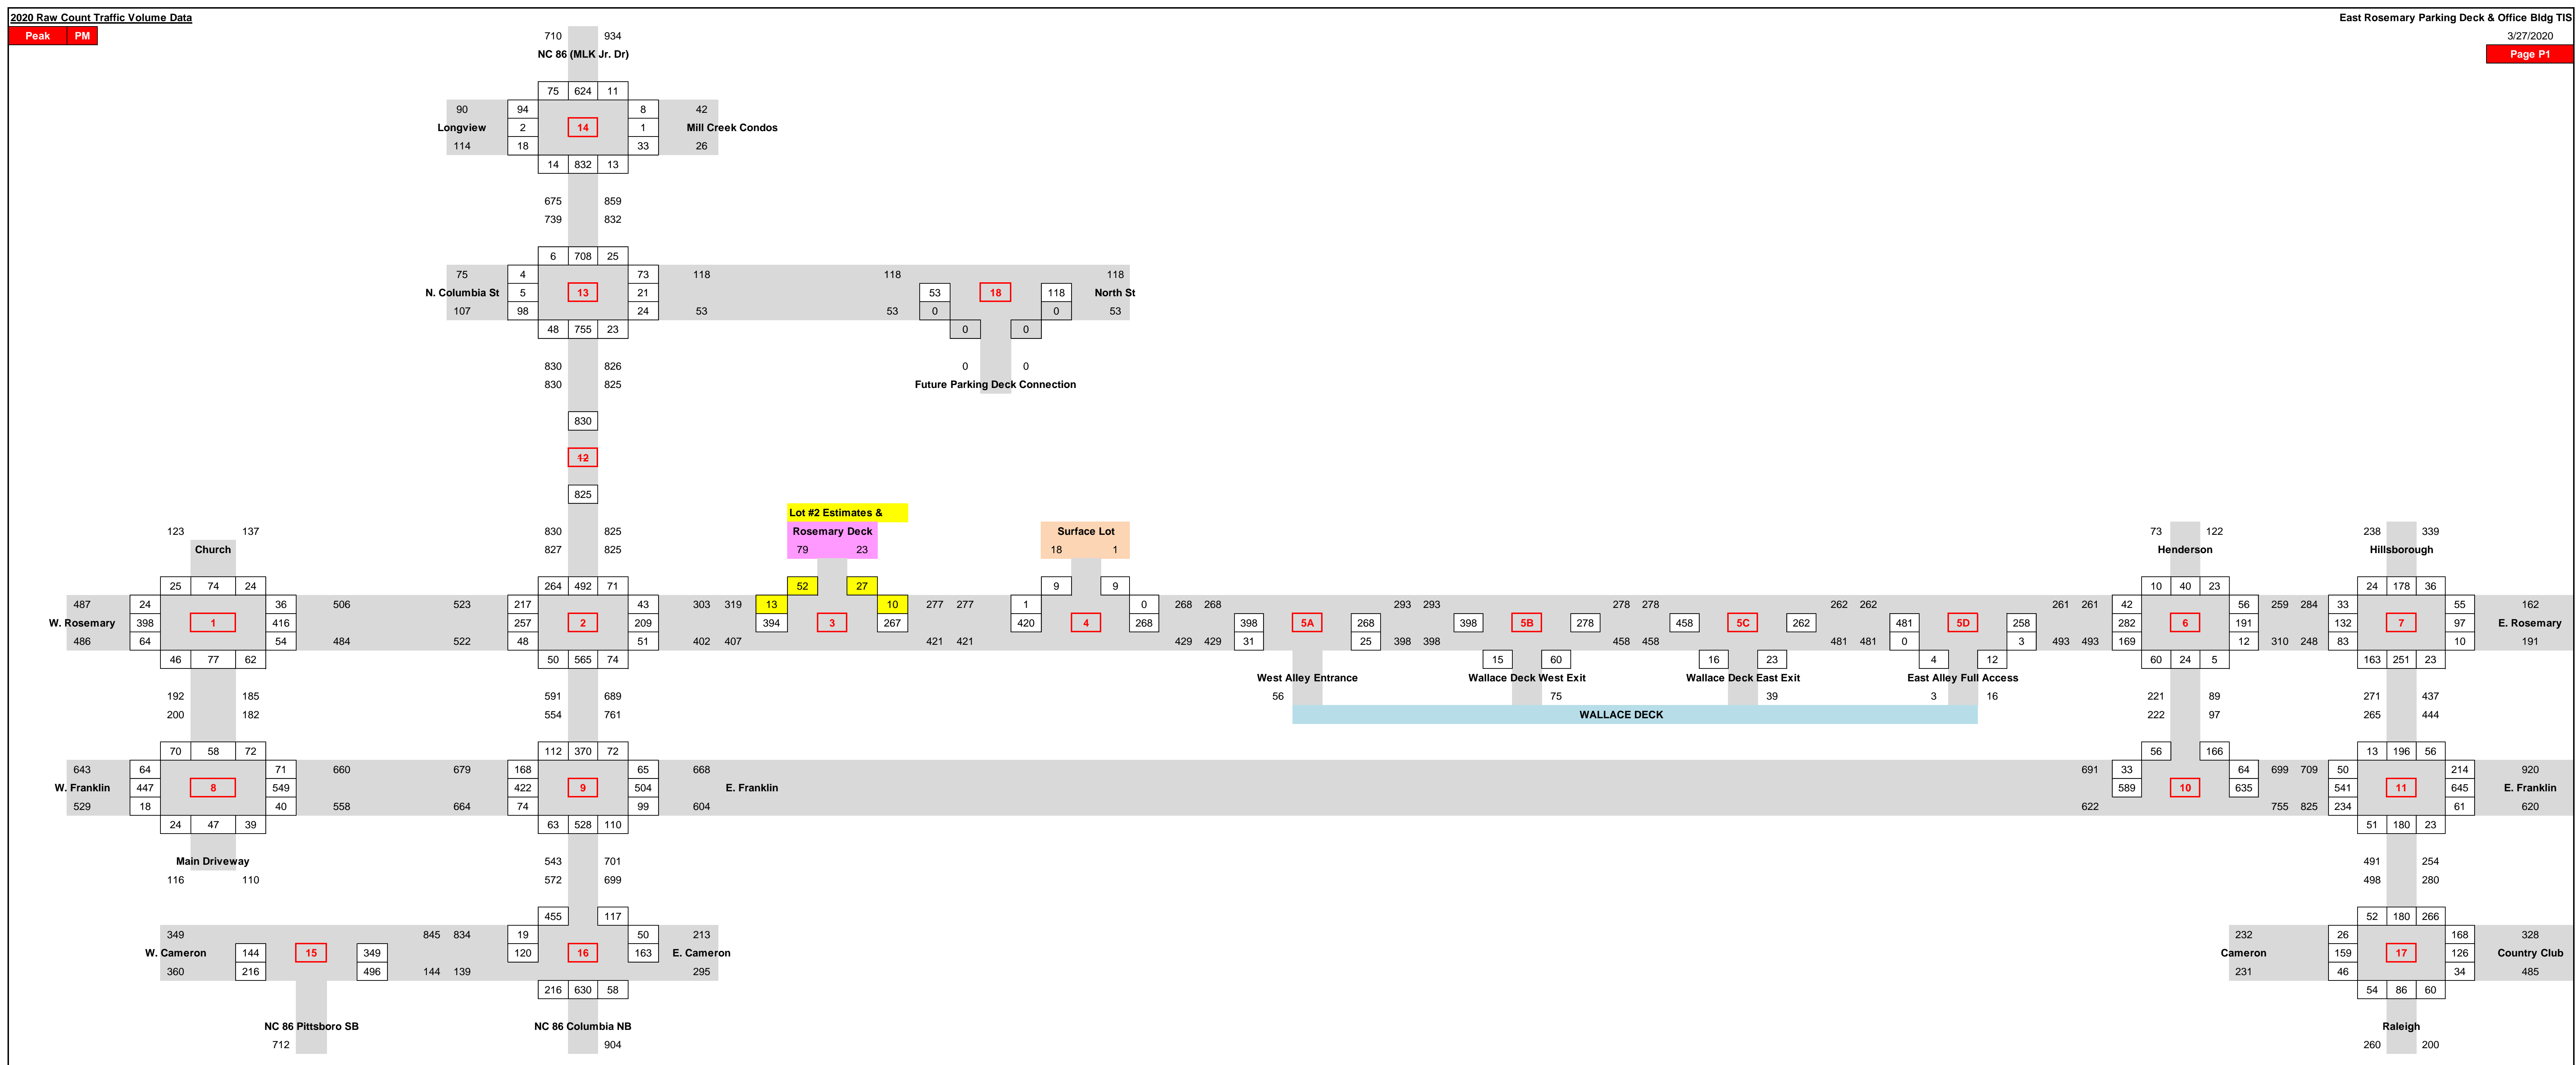 2020 Raw Count Traffic Volume Data East Rosemary Parking Deck & Office Bldg TIS
Peak PM 710 934 3/27/2020
NC 86 (MLK Jr. Dr) Page P1
75 624 11
90 94 8 42
Longview 2 14 1 Mill Creek Condos
114 18 33 26
14 832 13
675 859
739 832
6 708 25
75 4 73 118 118 118
N. Columbia St 5 13 21 53 18 118 North St
107 98 24 53 53 0 0 53
48 755 23 0 0
830 826 0 0
830 825 Future Parking Deck Connection
830
12
825
Lot #2 Estimates &
123 137 830 825 Rosemary Deck Surface Lot 73 122 238 339
Church 827 825 79 23 18 1 Henderson Hillsborough
25 74 24 264 492 71 52 27 9 9 10 40 23 24 178 36
487 24 36 506 523 217 43 303 319 13 10 277 277 1 0 268 268 293 293 278 278 262 262 261 261 42 56 259 284 33 55 162
W. Rosemary 398 1 416 257 2 209 394 3 267 420 4 268 398 5A 268 398 5B 278 458 5C 262 481 5D 258 282 6 191 132 7 97 E. Rosemary
486 64 54 484 522 48 51 402 407 421 421 429 429 31 25 398 398 458 458 481 481 0 3 493 493 169 12 310 248 83 10 191
46 77 62 50 565 74 15 60 16 23 4 12 60 24 5 163 251 23
West Alley Entrance Wallace Deck West Exit Wallace Deck East Exit East Alley Full Access
192 185 591 689 56 75 39 3 16 221 89 271 437
200 182 554 761 WALLACE DECK 222 97 265 444
70 58 72 112 370 72 56 166 13 196 56
643 64 71 660 679 168 65 668 691 33 64 699 709 50 214 920
W. Franklin 447 8 549 422 9 504 E. Franklin 589 10 635 541 11 645 E. Franklin
529 18 40 558 664 74 99 604 622 755 825 234 61 620
24 47 39 63 528 110 51 180 23
Main Driveway 543 701 491 254
116 110 572 699 498 280
455 117 52 180 266
349 845 834 19 50 213 232 26 168 328
W. Cameron 144 15 349 120 16 163 E. Cameron Cameron 159 17 126 Country Club
360 216 496 144 139 295 231 46 34 485
216 630 58 54 86 60
NC 86 Pittsboro SB NC 86 Columbia NB Raleigh
712 904 260 200